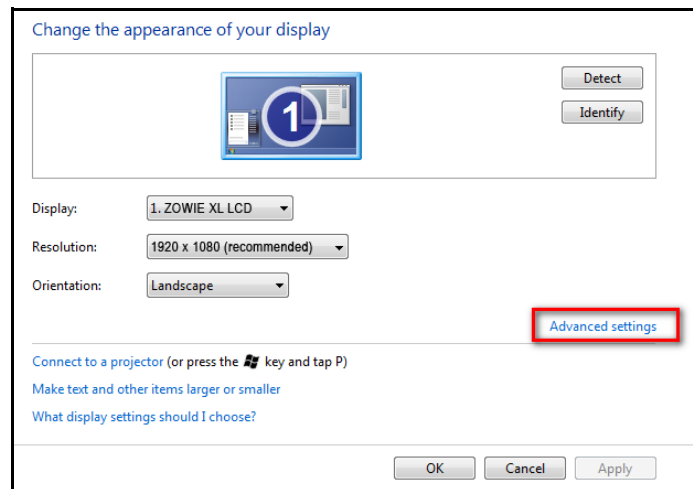 Change the appearance of your display
1
Detect
Identify
Display: 1. ZOWIE XL LCD
Resolution: 1920 x 1080 (recommended)
Orientation: Landscape
Advanced settings
Connect to a projector (or press the key and tap P)
Make text and other items larger or smaller
What display settings should I choose?
OK Cancel Apply